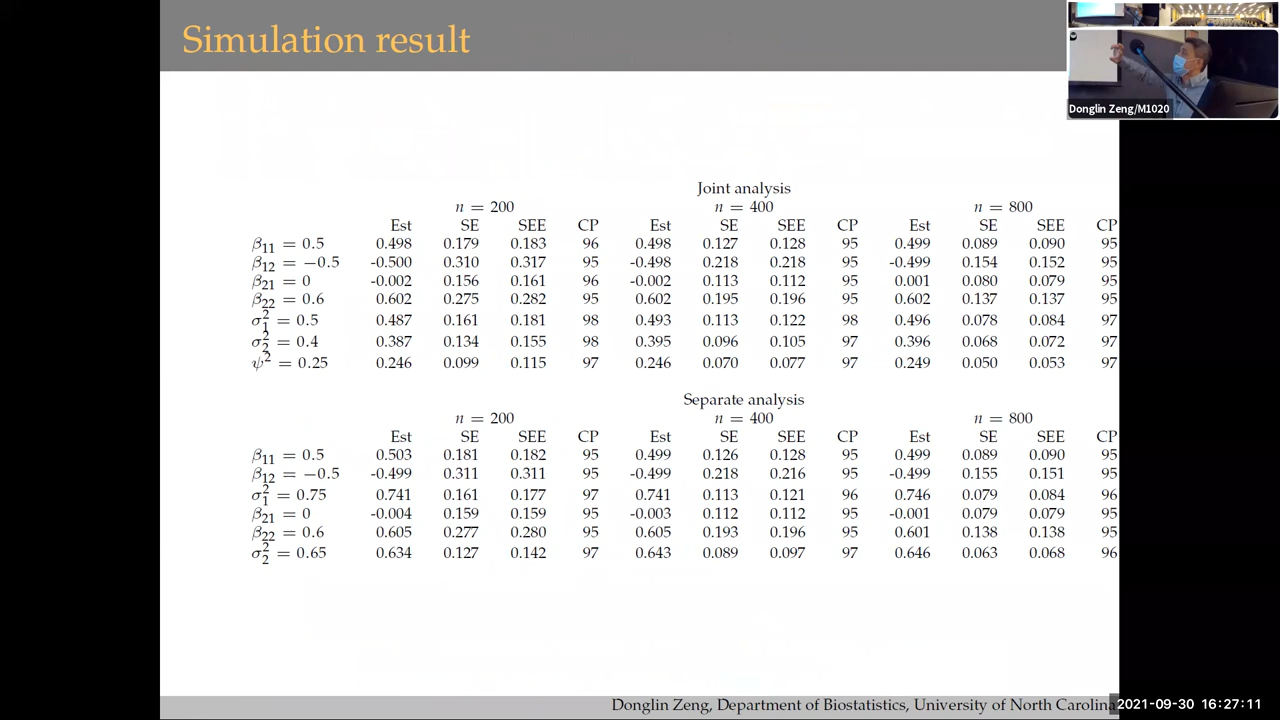 Simulation result
Donglin Zeng/M1020
Joint analysis
n = 200 n = 400 n = 800
Est SE SEE CP Est SE SEE CP Est SE SEE CP
β₁₁ = 0.5 0.498 0.179 0.183 96 0.498 0.127 0.128 95 0.499 0.089 0.090 95
β₁₂ = −0.5 -0.500 0.310 0.317 95 -0.498 0.218 0.218 95 -0.499 0.154 0.152 95
β₂₁ = 0 -0.002 0.156 0.161 96 -0.002 0.113 0.112 95 0.001 0.080 0.079 95
β₂₂ = 0.6 0.602 0.275 0.282 95 0.602 0.195 0.196 95 0.602 0.137 0.137 95
σ₁² = 0.5 0.487 0.161 0.181 98 0.493 0.113 0.122 98 0.496 0.078 0.084 97
σ₂² = 0.4 0.387 0.134 0.155 98 0.395 0.096 0.105 97 0.396 0.068 0.072 97
ψ² = 0.25 0.246 0.099 0.115 97 0.246 0.070 0.077 97 0.249 0.050 0.053 97
Separate analysis
n = 200 n = 400 n = 800
Est SE SEE CP Est SE SEE CP Est SE SEE CP
β₁₁ = 0.5 0.503 0.181 0.182 95 0.499 0.126 0.128 95 0.499 0.089 0.090 95
β₁₂ = −0.5 -0.499 0.311 0.311 95 -0.499 0.218 0.216 95 -0.499 0.155 0.151 95
σ₁² = 0.75 0.741 0.161 0.177 97 0.741 0.113 0.121 96 0.746 0.079 0.084 96
β₂₁ = 0 -0.004 0.159 0.159 95 -0.003 0.112 0.112 95 -0.001 0.079 0.079 95
β₂₂ = 0.6 0.605 0.277 0.280 95 0.605 0.193 0.196 95 0.601 0.138 0.138 95
σ₂² = 0.65 0.634 0.127 0.142 97 0.643 0.089 0.097 97 0.646 0.063 0.068 96
Donglin Zeng, Department of Biostatistics, University of North Carolina
2021-09-30 16:27:11